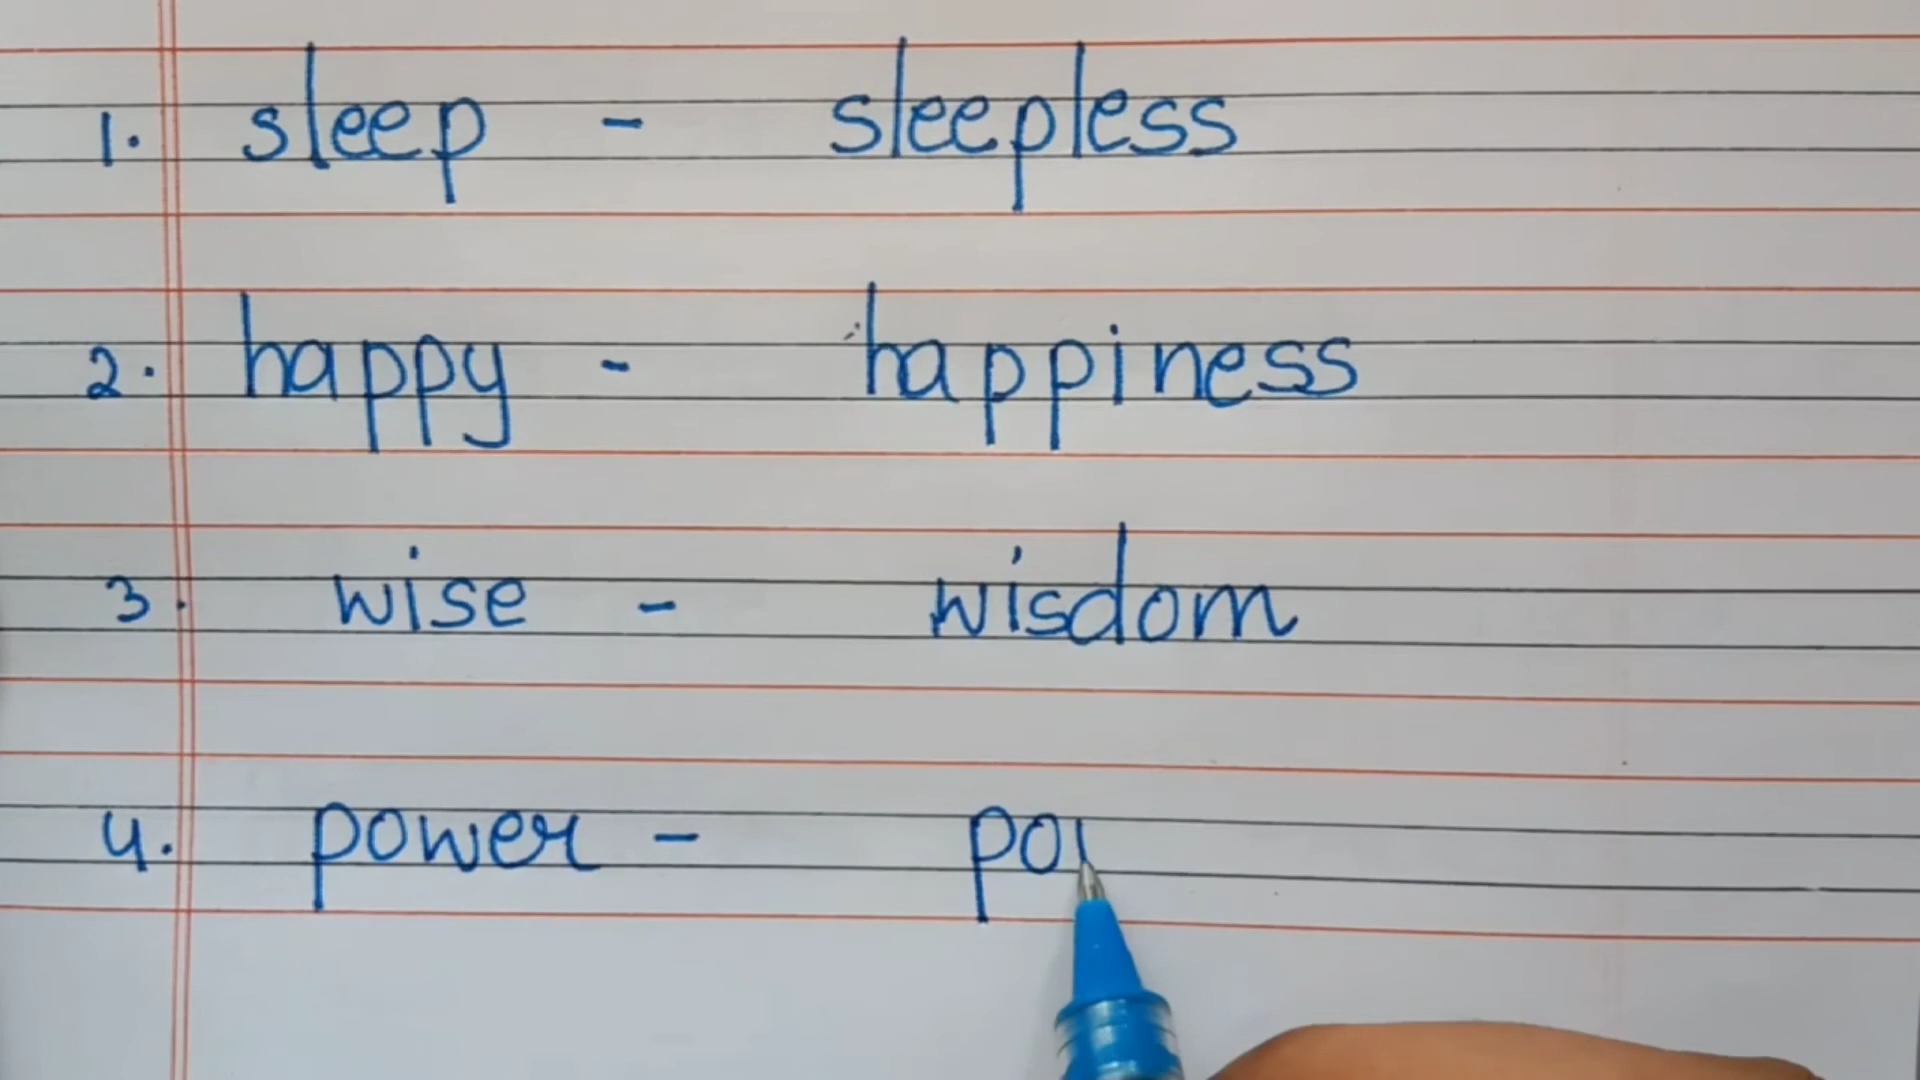 1. sleep - sleepless
2. happy - happiness
3. wise - wisdom
4. power - po